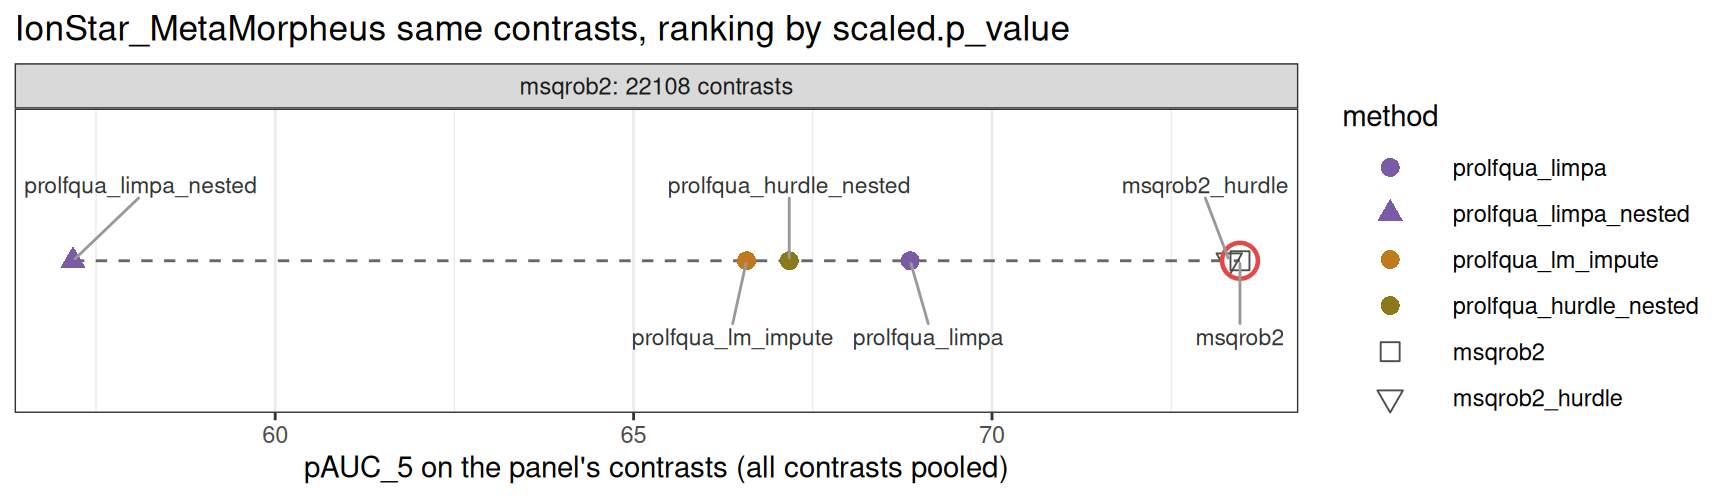 IonStar_MetaMorpheus same contrasts, ranking by scaled.p_value
msqrob2: 22108 contrasts
prolfqua_limpa_nested
prolfqua_hurdle_nested
msqrob2_hurdle
prolfqua_lm_impute
prolfqua_limpa
msqrob2
60
65
70
pAUC_5 on the panel's contrasts (all contrasts pooled)
method
prolfqua_limpa
prolfqua_limpa_nested
prolfqua_lm_impute
prolfqua_hurdle_nested
msqrob2
msqrob2_hurdle